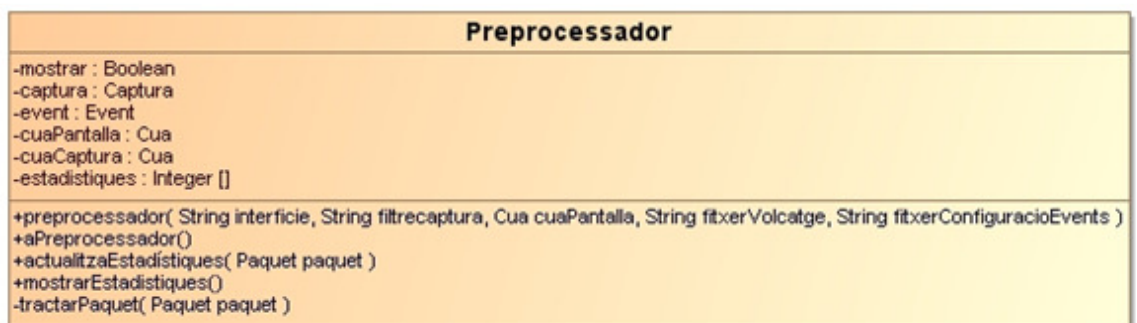 Preprocessador
-mostrar : Boolean
-captura : Captura
-event : Event
-cuaPantalla : Cua
-cuaCaptura : Cua
-estadistiques : Integer []
+preprocessador( String interficie, String filtrecaptura, Cua cuaPantalla, String fitxerVolcatge, String fitxerConfiguracioEvents )
+aPreprocessador()
+actualitzaEstadístiques( Paquet paquet )
+mostrarEstadistiques()
-tractarPaquet( Paquet paquet )